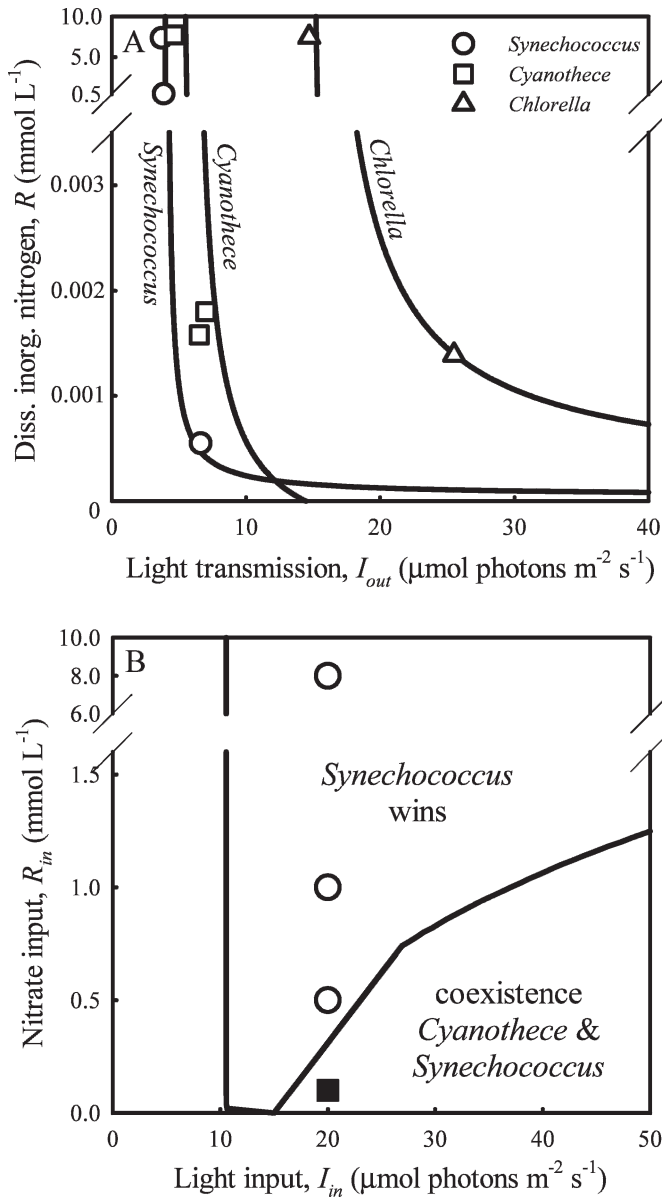 A
10.0
5.0
0.5
0.003
0.002
0.001
0
Diss. inorg. nitrogen, R (mmol L⁻¹)
Synechococcus
Cyanothece
Chlorella
Synechococcus
Cyanothece
Chlorella
0 10 20 30 40
Light transmission, Iout (μmol photons m⁻² s⁻¹)
B
10.0
8.0
6.0
1.5
1.0
0.5
0.0
Nitrate input, Rin (mmol L⁻¹)
Synechococcus
wins
coexistence
Cyanothece &
Synechococcus
0 10 20 30 40 50
Light input, Iin (μmol photons m⁻² s⁻¹)